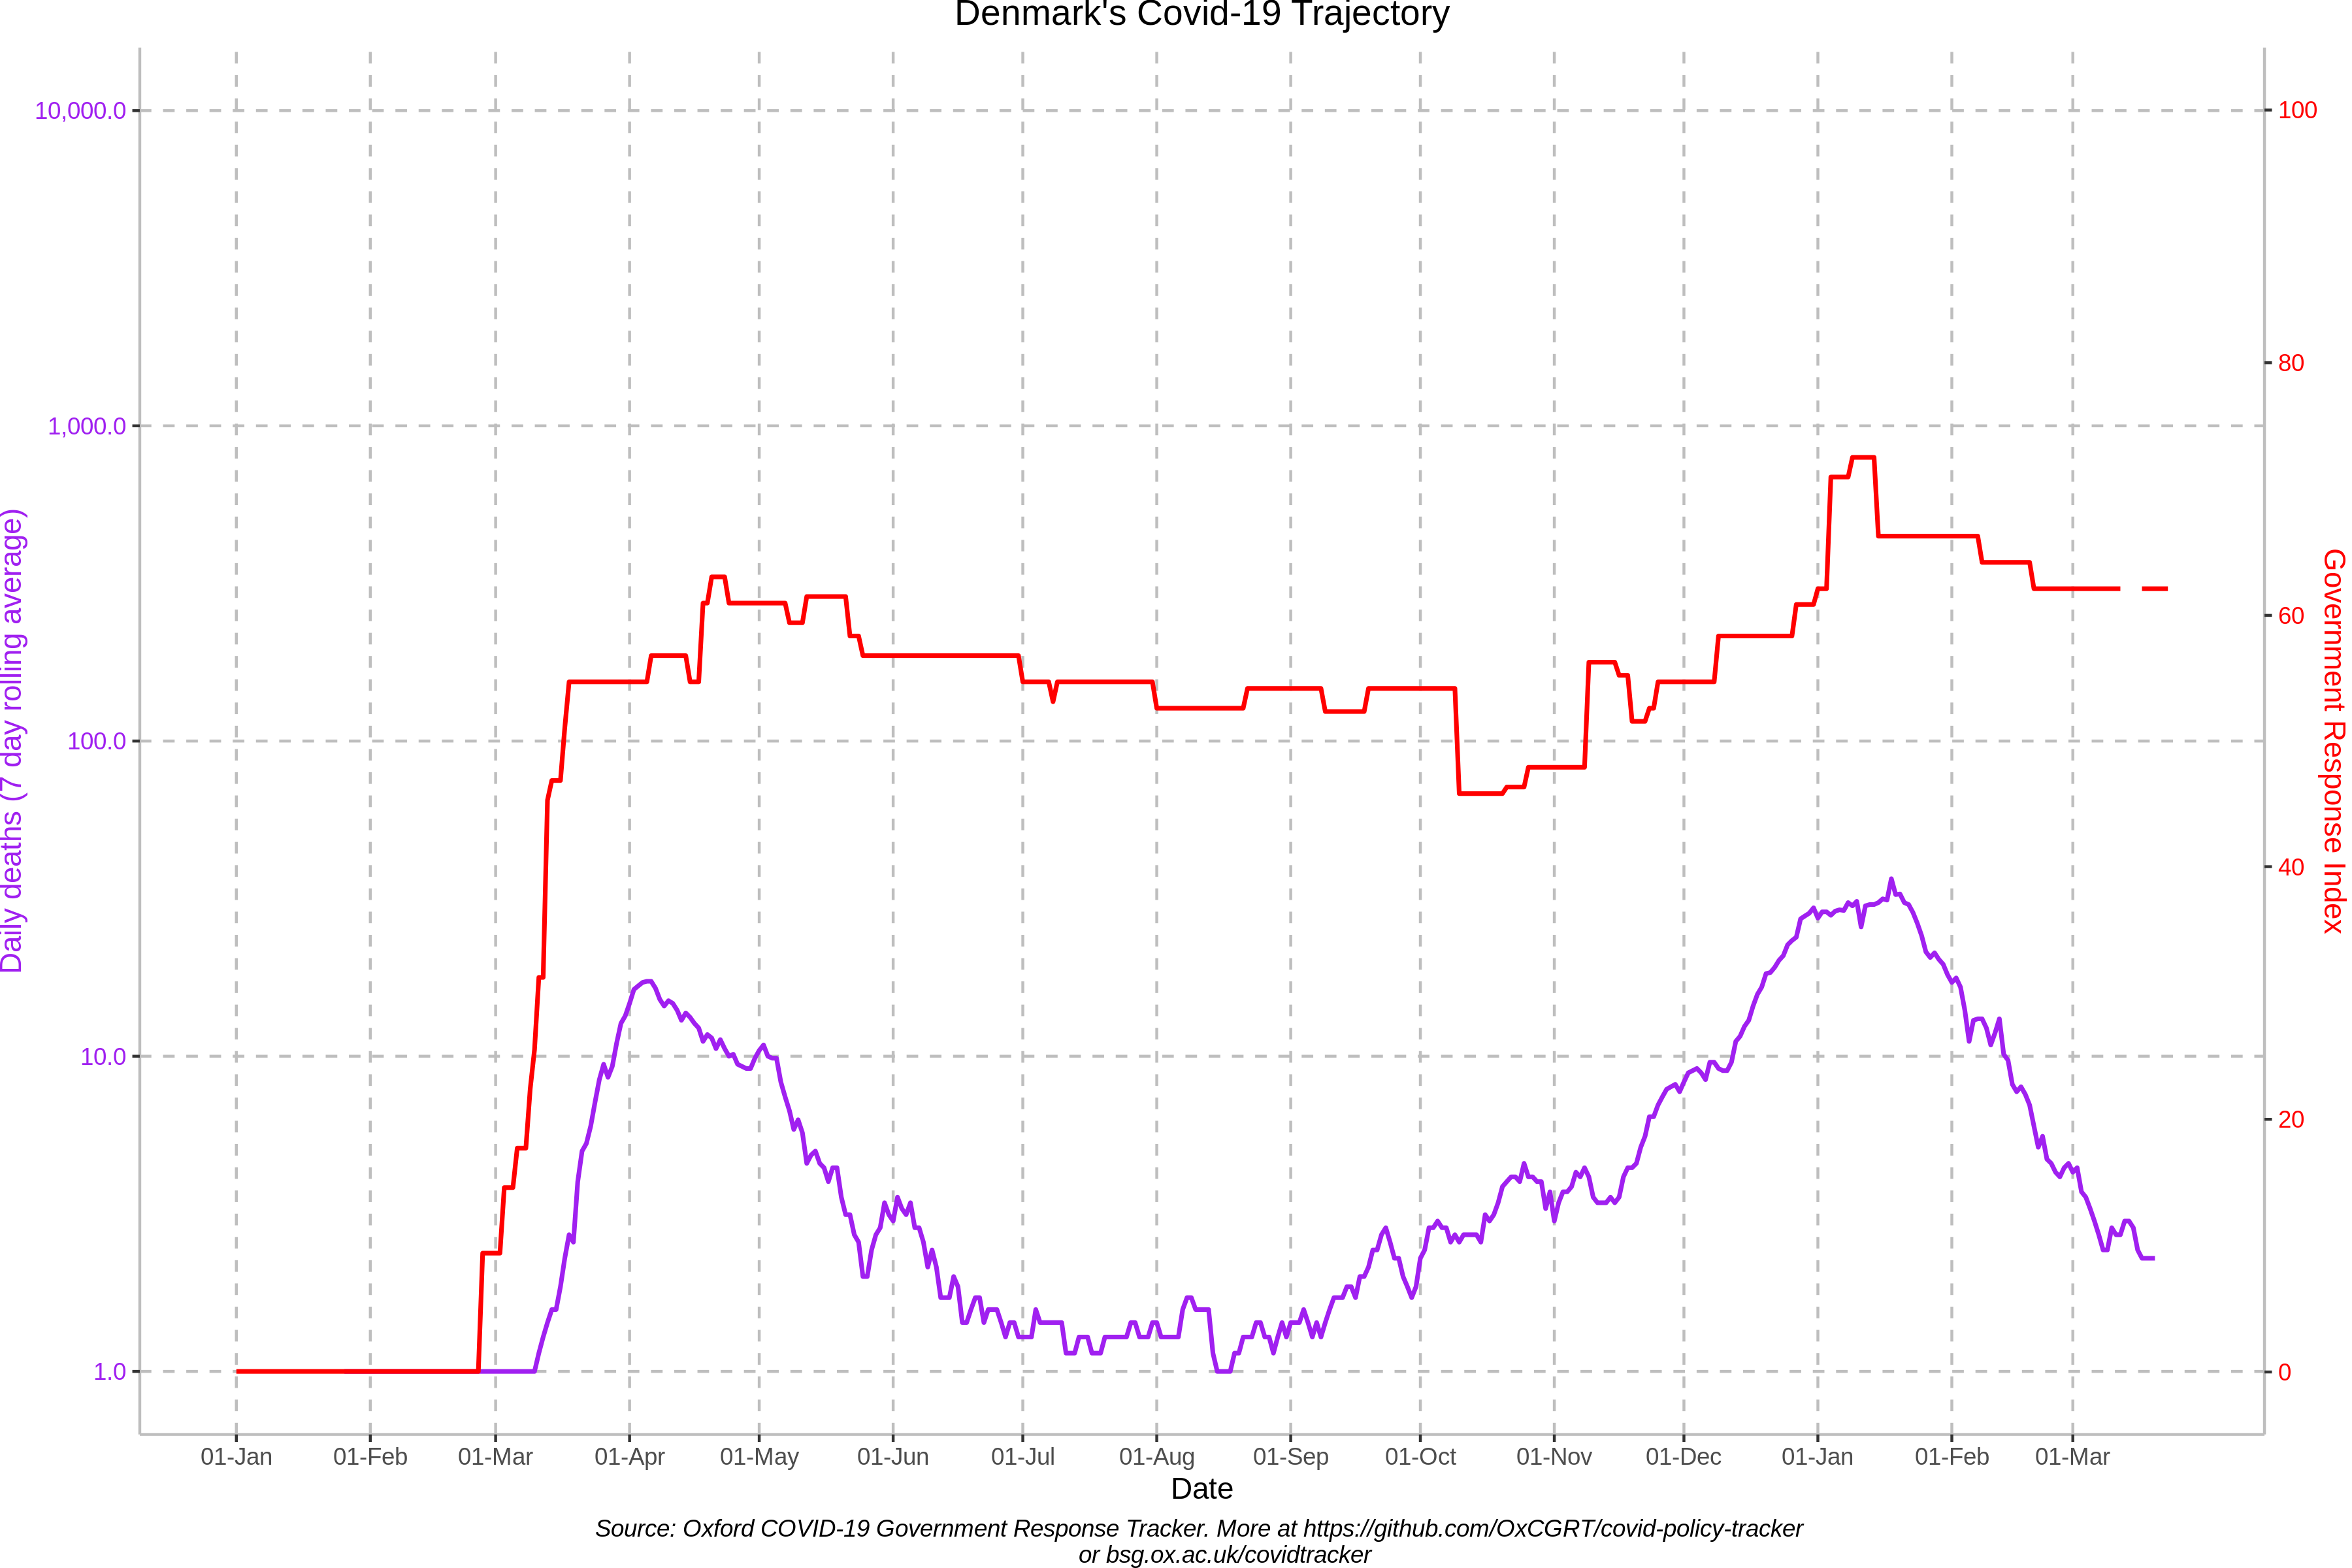 Denmark's Covid-19 Trajectory
10,000.0
1,000.0
100.0
10.0
1.0
Daily deaths (7 day rolling average)
100
80
60
40
20
0
Government Response Index
01-Jan 01-Feb 01-Mar 01-Apr 01-May 01-Jun 01-Jul 01-Aug 01-Sep 01-Oct 01-Nov 01-Dec 01-Jan 01-Feb 01-Mar
Date
Source: Oxford COVID-19 Government Response Tracker. More at https://github.com/OxCGRT/covid-policy-tracker
or bsg.ox.ac.uk/covidtracker